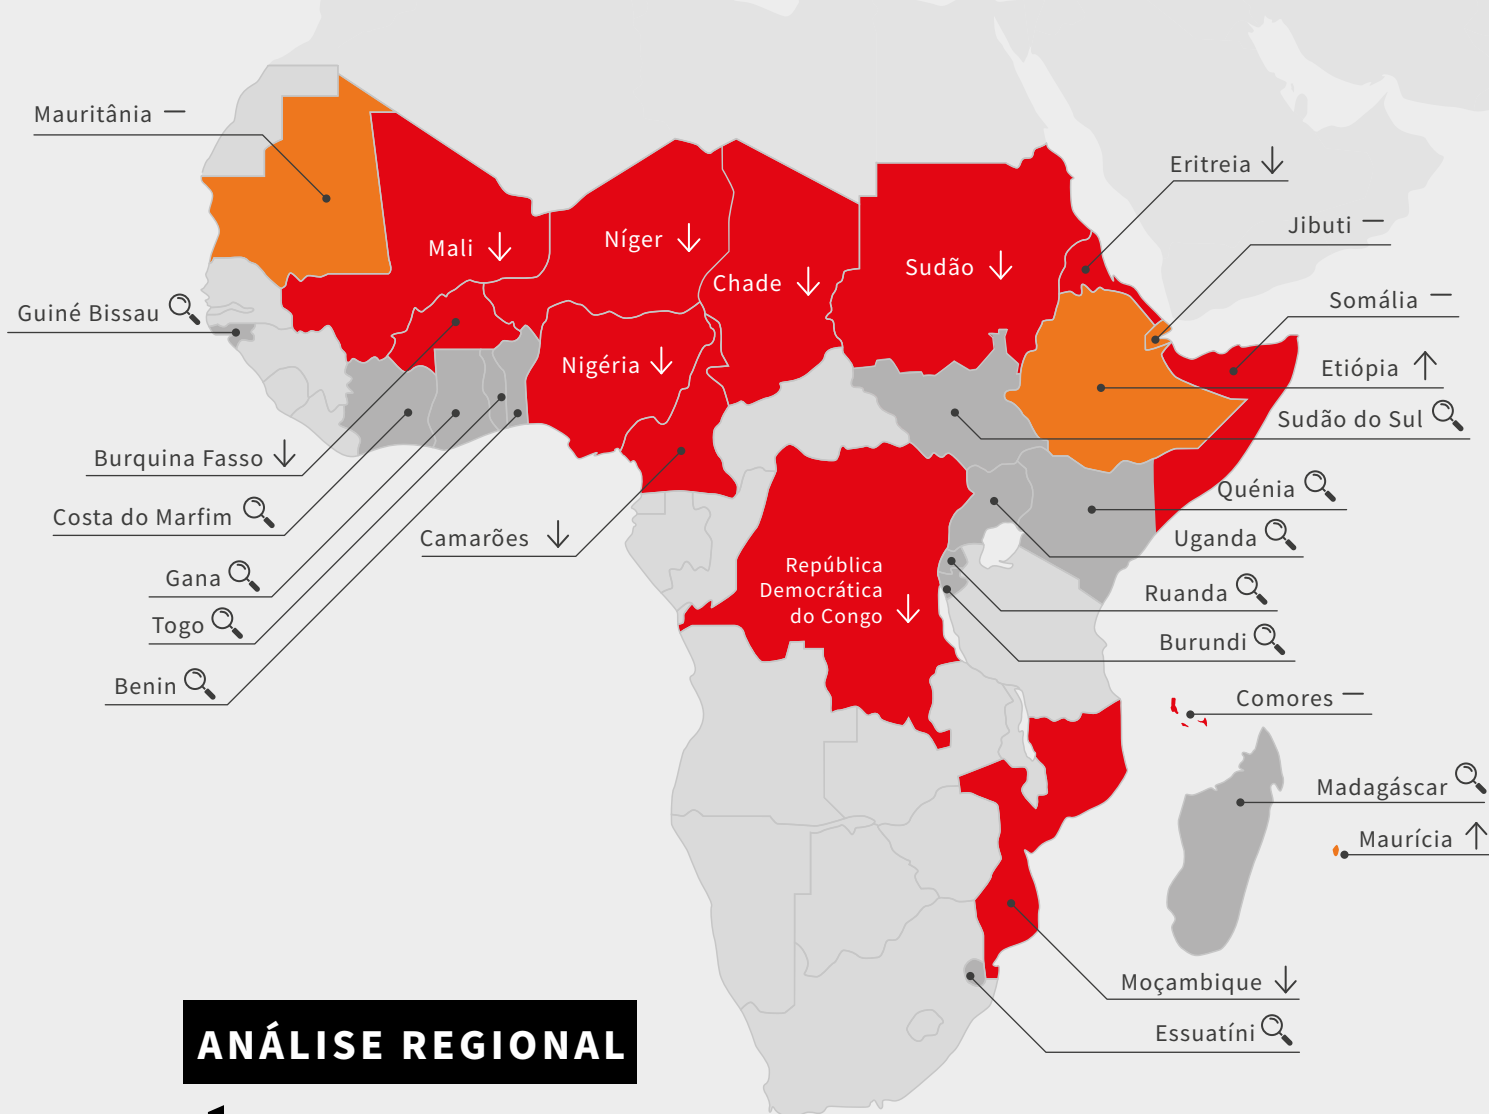 Mauritânia
Mali
Níger
Chade
Sudão
Eritreia
Jibuti
Somália
Guiné Bissau
Nigéria
Etiópia
Sudão do Sul
Burquina Fasso
Costa do Marfim
Camarões
Quénia
Uganda
Gana
Togo
Benin
República
Democrática
do Congo
Ruanda
Burundi
Comores
Madagáscar
Maurícia
Moçambique
Essuatíni
ANÁLISE REGIONAL